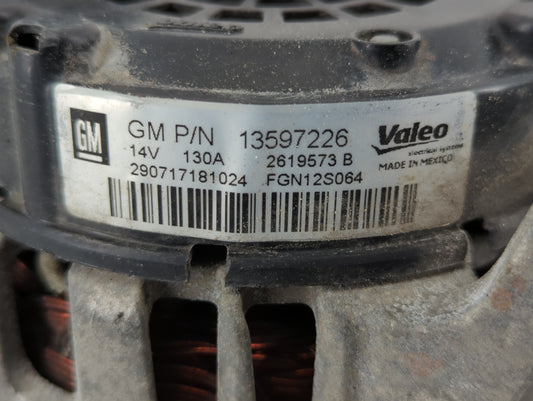 GM
GM P/N 13597226
14V 130A 2619573 B
290717181024 FGN12S064
Valeo
electrical systems
MADE IN MEXICO